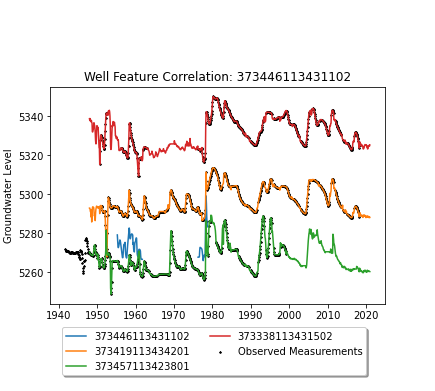 Well Feature Correlation: 373446113431102
5340
5320
5300
5280
5260
Groundwater Level
1940 1950 1960 1970 1980 1990 2000 2010 2020
373446113431102 373338113431502
373419113434201 Observed Measurements
373457113423801